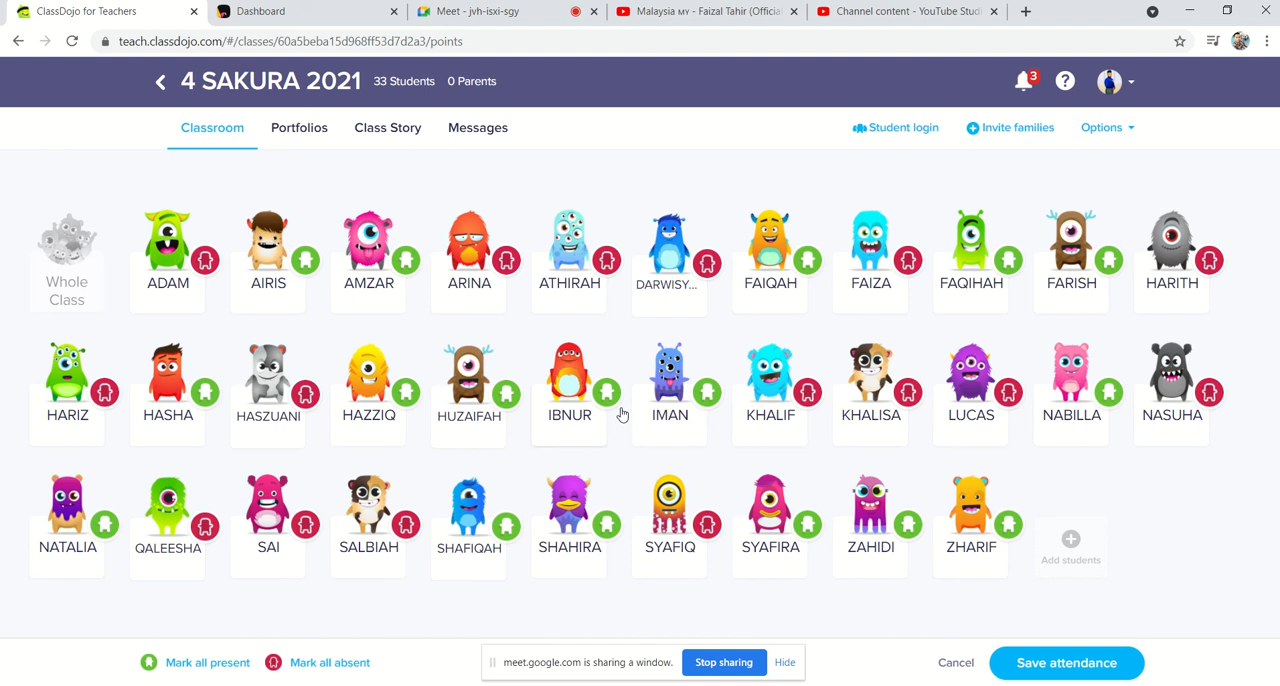 ClassDojo for Teachers
Dashboard
Meet - jvh-isxi-sgy
Malaysia MY - Faizal Tahir (Officia
Channel content - YouTube Studi
teach.classdojo.com/#/classes/60a5beba15d968ff53d7d2a3/points
4 SAKURA 2021 33 Students 0 Parents
3
Classroom Portfolios Class Story Messages Student login Invite families Options
Whole
Class
ADAM AIRIS AMZAR ARINA ATHIRAH DARWISY... FAIQAH FAIZA FAQIHAH FARISH HARITH
HARIZ HASHA HASZUANI HAZZIQ HUZAIFAH IBNUR IMAN KHALIF KHALISA LUCAS NABILLA NASUHA
NATALIA QALEESHA SAI SALBIAH SHAFIQAH SHAHIRA SYAFIQ SYAFIRA ZAHIDI ZHARIF Add students
Mark all present Mark all absent meet.google.com is sharing a window. Stop sharing Hide Cancel Save attendance